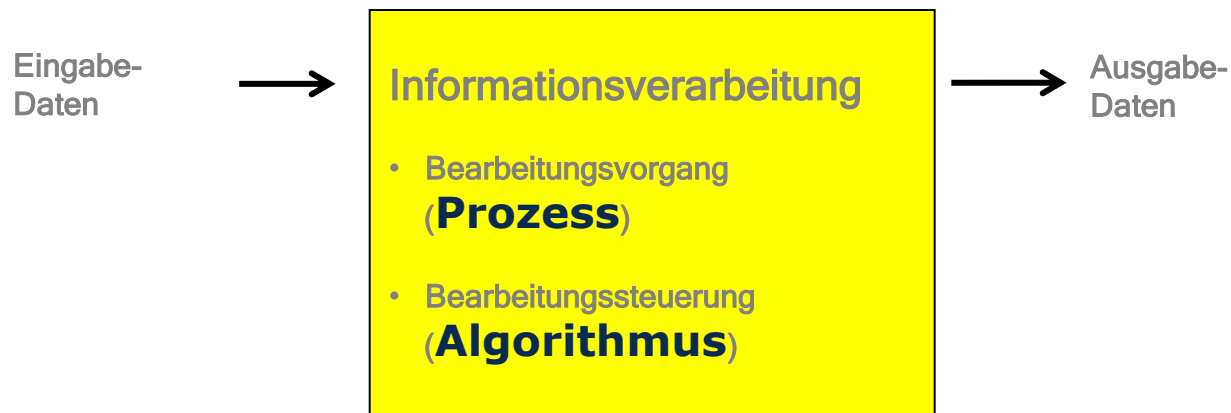 Eingabe-
Daten
Informationsverarbeitung
• Bearbeitungsvorgang
(Prozess)
• Bearbeitungssteuerung
(Algorithmus)
Ausgabe-
Daten